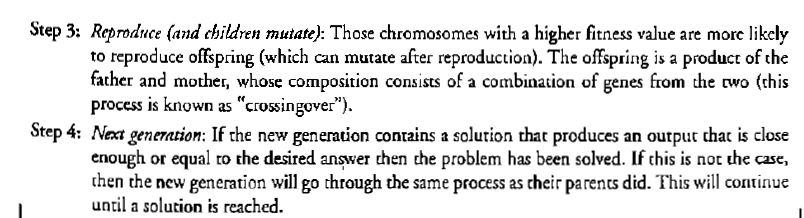 Step 3: Reproduce (and children mutate): Those chromosomes with a higher fitness value are more likely
to reproduce offspring (which can mutate after reproduction). The offspring is a product of the
father and mother, whose composition consists of a combination of genes from the two (this
process is known as "crossingover").
Step 4: Next generation: If the new generation contains a solution that produces an output that is close
enough or equal to the desired answer then the problem has been solved. If this is not the case,
then the new generation will go through the same process as their parents did. This will continue
until a solution is reached.